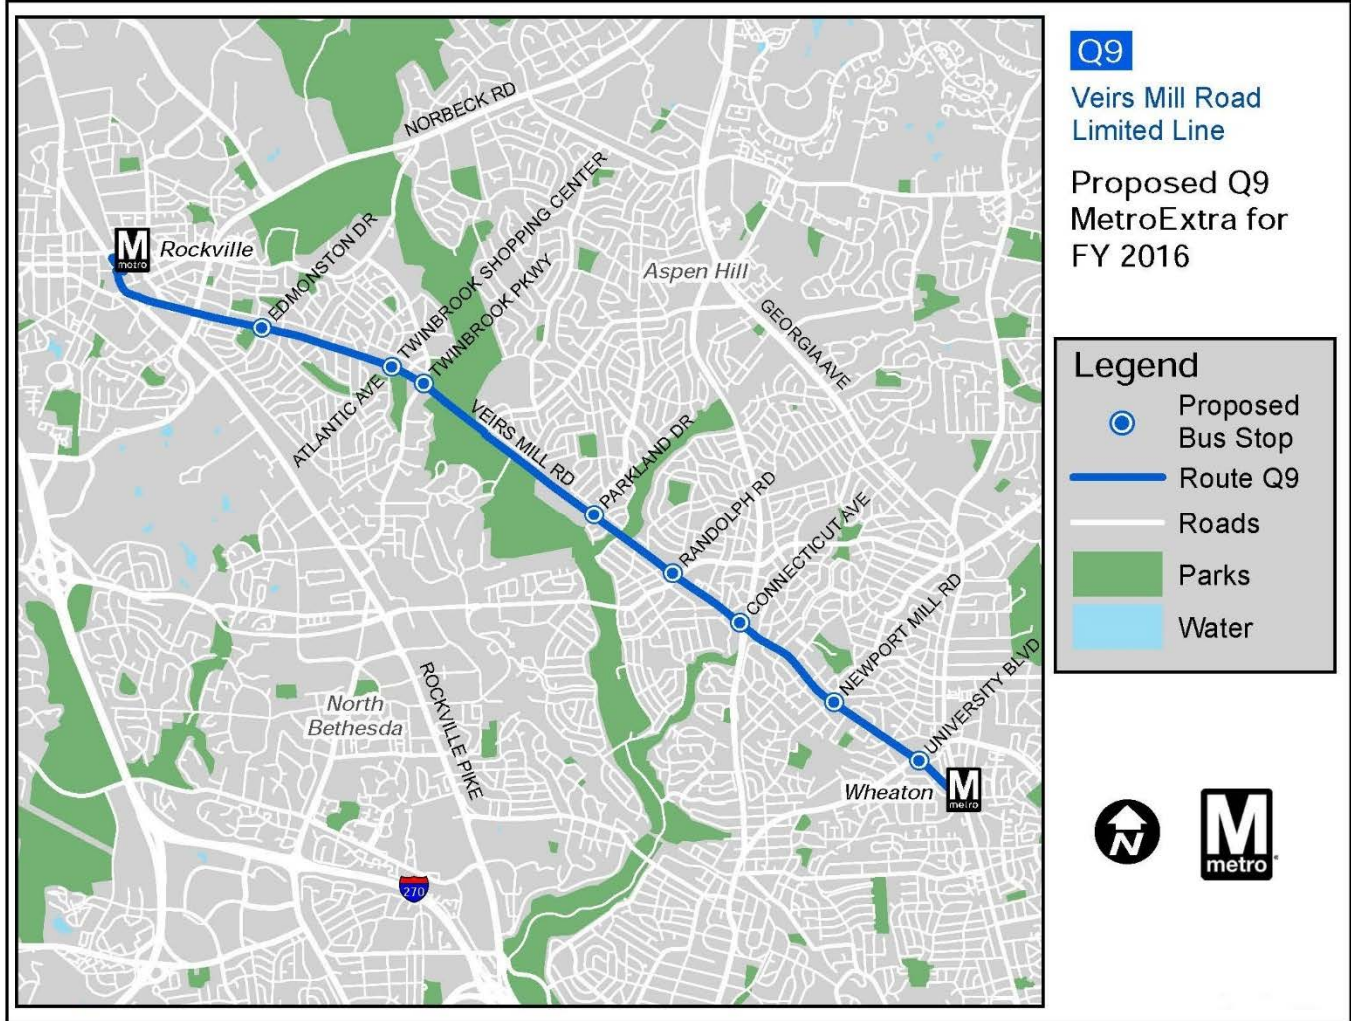 Q9
Veirs Mill Road
Limited Line
Proposed Q9
MetroExtra for
FY 2016
Legend
Proposed
Bus Stop
Route Q9
Roads
Parks
Water
N
M
metro
NORBECK RD
M
metro
Rockville
EDMONSTON DR
TWINBROOK SHOPPING CENTER
TWINBROOK PKWY
ATLANTIC AVE
VEIRS MILL RD
Aspen Hill
GEORGIA AVE
PARKLAND DR
RANDOLPH RD
CONNECTICUT AVE
NEWPORT MILL RD
UNIVERSITY BLVD
North
Bethesda
ROCKVILLE PIKE
Wheaton
M
metro
270